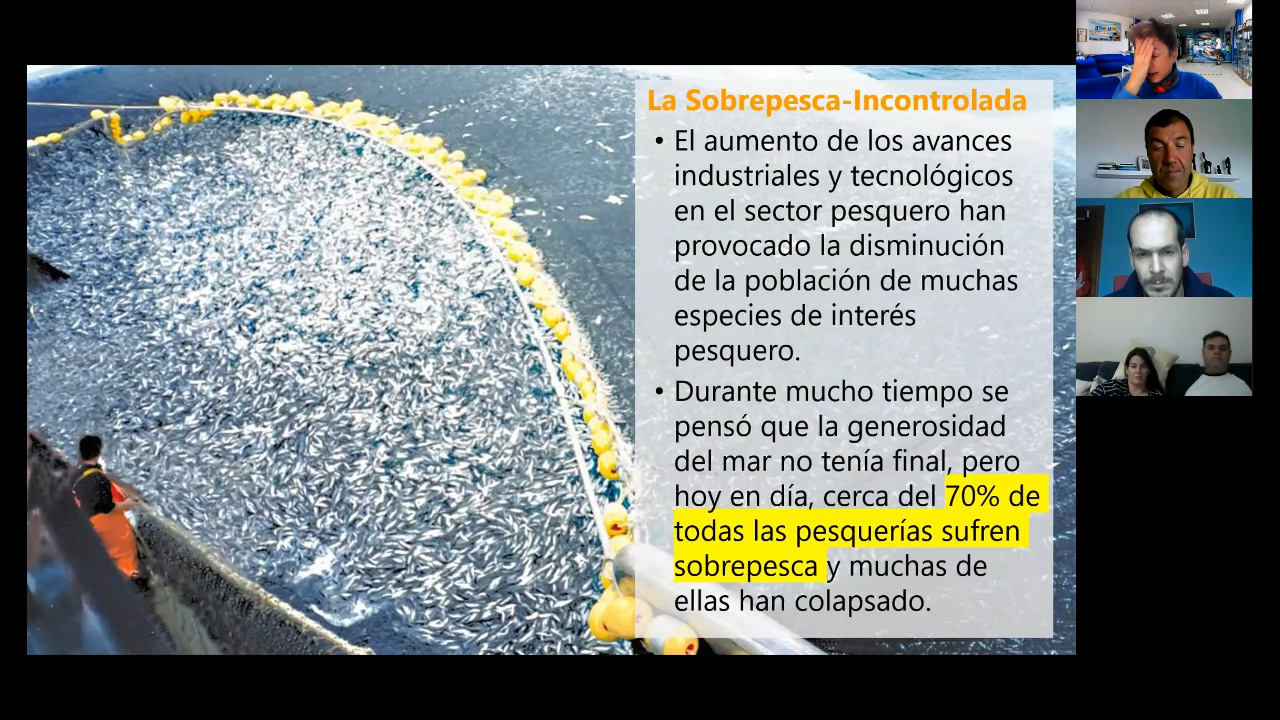 La Sobrepesca-Incontrolada
• El aumento de los avances
industriales y tecnológicos
en el sector pesquero han
provocado la disminución
de la población de muchas
especies de interés
pesquero.
• Durante mucho tiempo se
pensó que la generosidad
del mar no tenía final, pero
hoy en día, cerca del 70% de
todas las pesquerías sufren
sobrepesca y muchas de
ellas han colapsado.